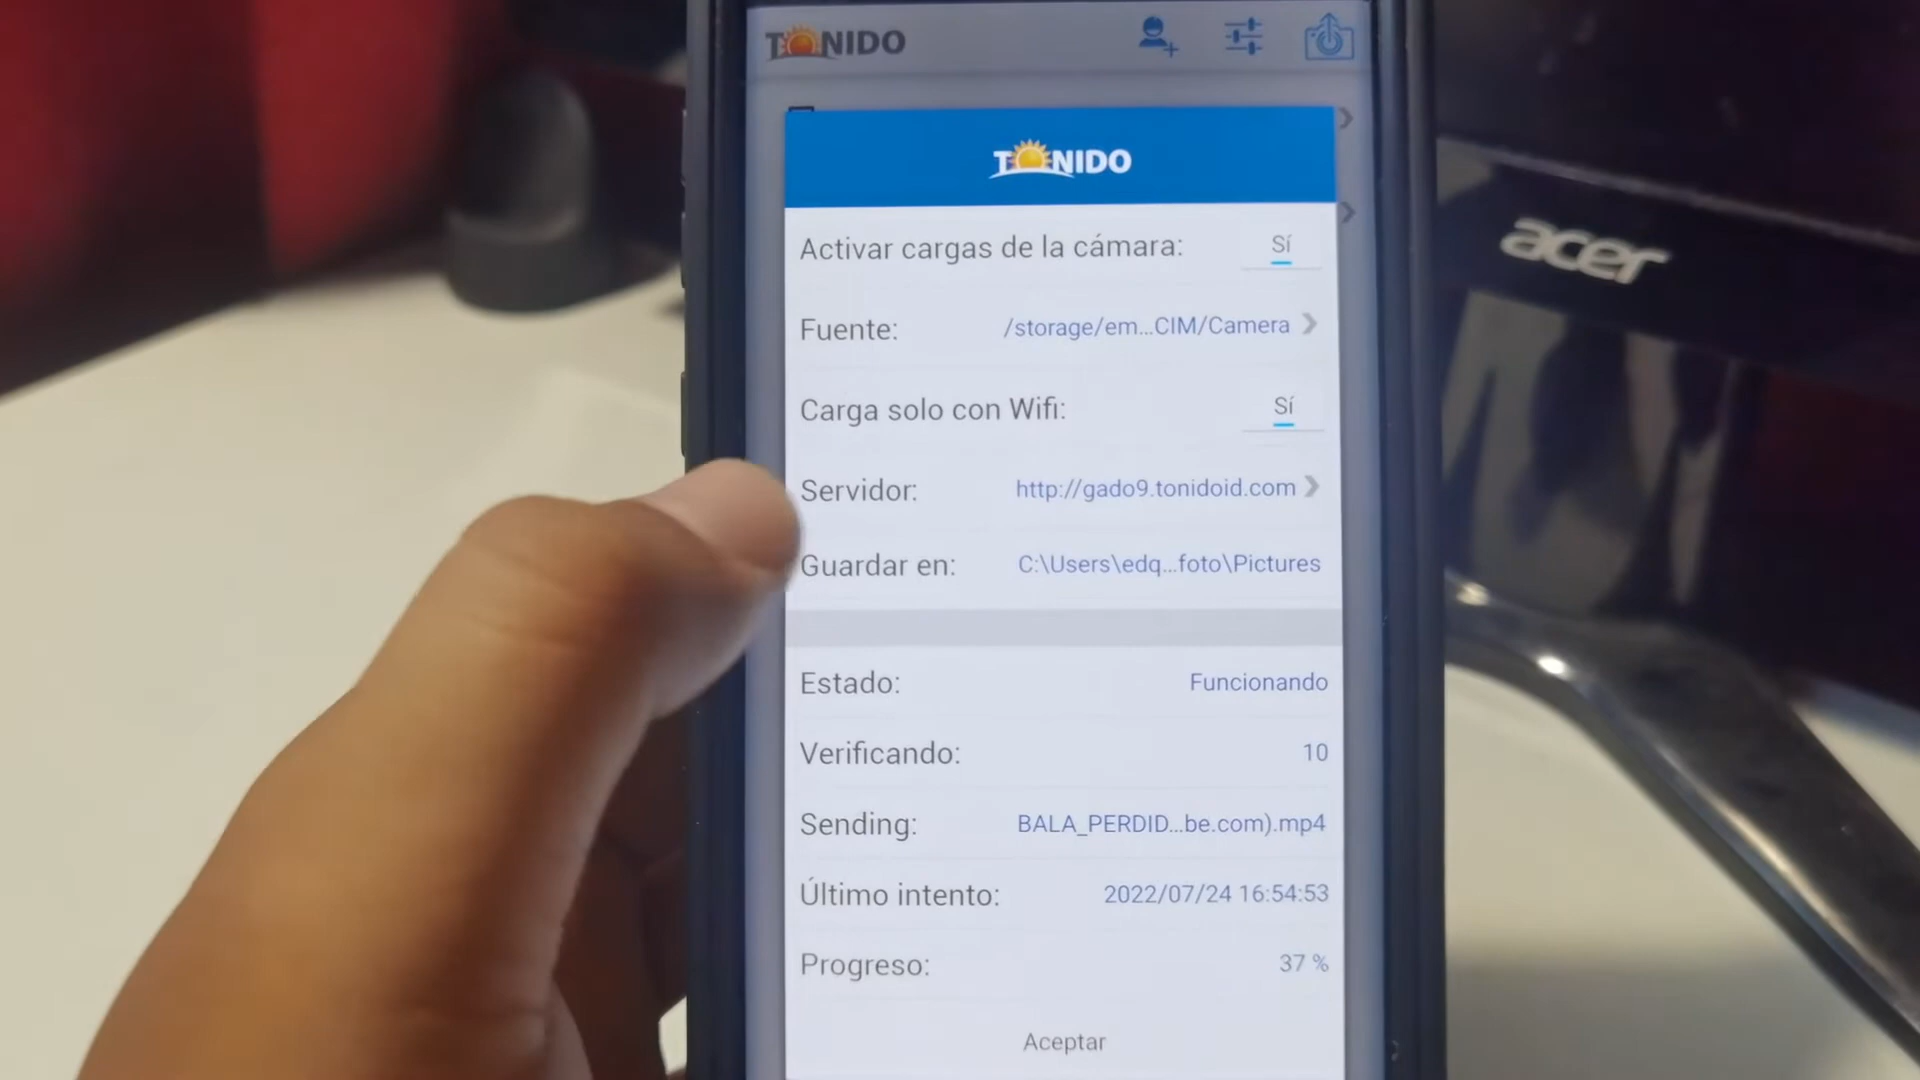 TONIDO
TONIDO
Activar cargas de la cámara: Sí
Fuente: /storage/em...CIM/Camera
Carga solo con Wifi: Sí
Servidor: http://gado9.tonidoid.com
Guardar en: C:\Users\edq...foto\Pictures
Estado: Funcionando
Verificando: 10
Sending: BALA_PERDID...be.com).mp4
Último intento: 2022/07/24 16:54:53
Progreso: 37 %
Aceptar
acer